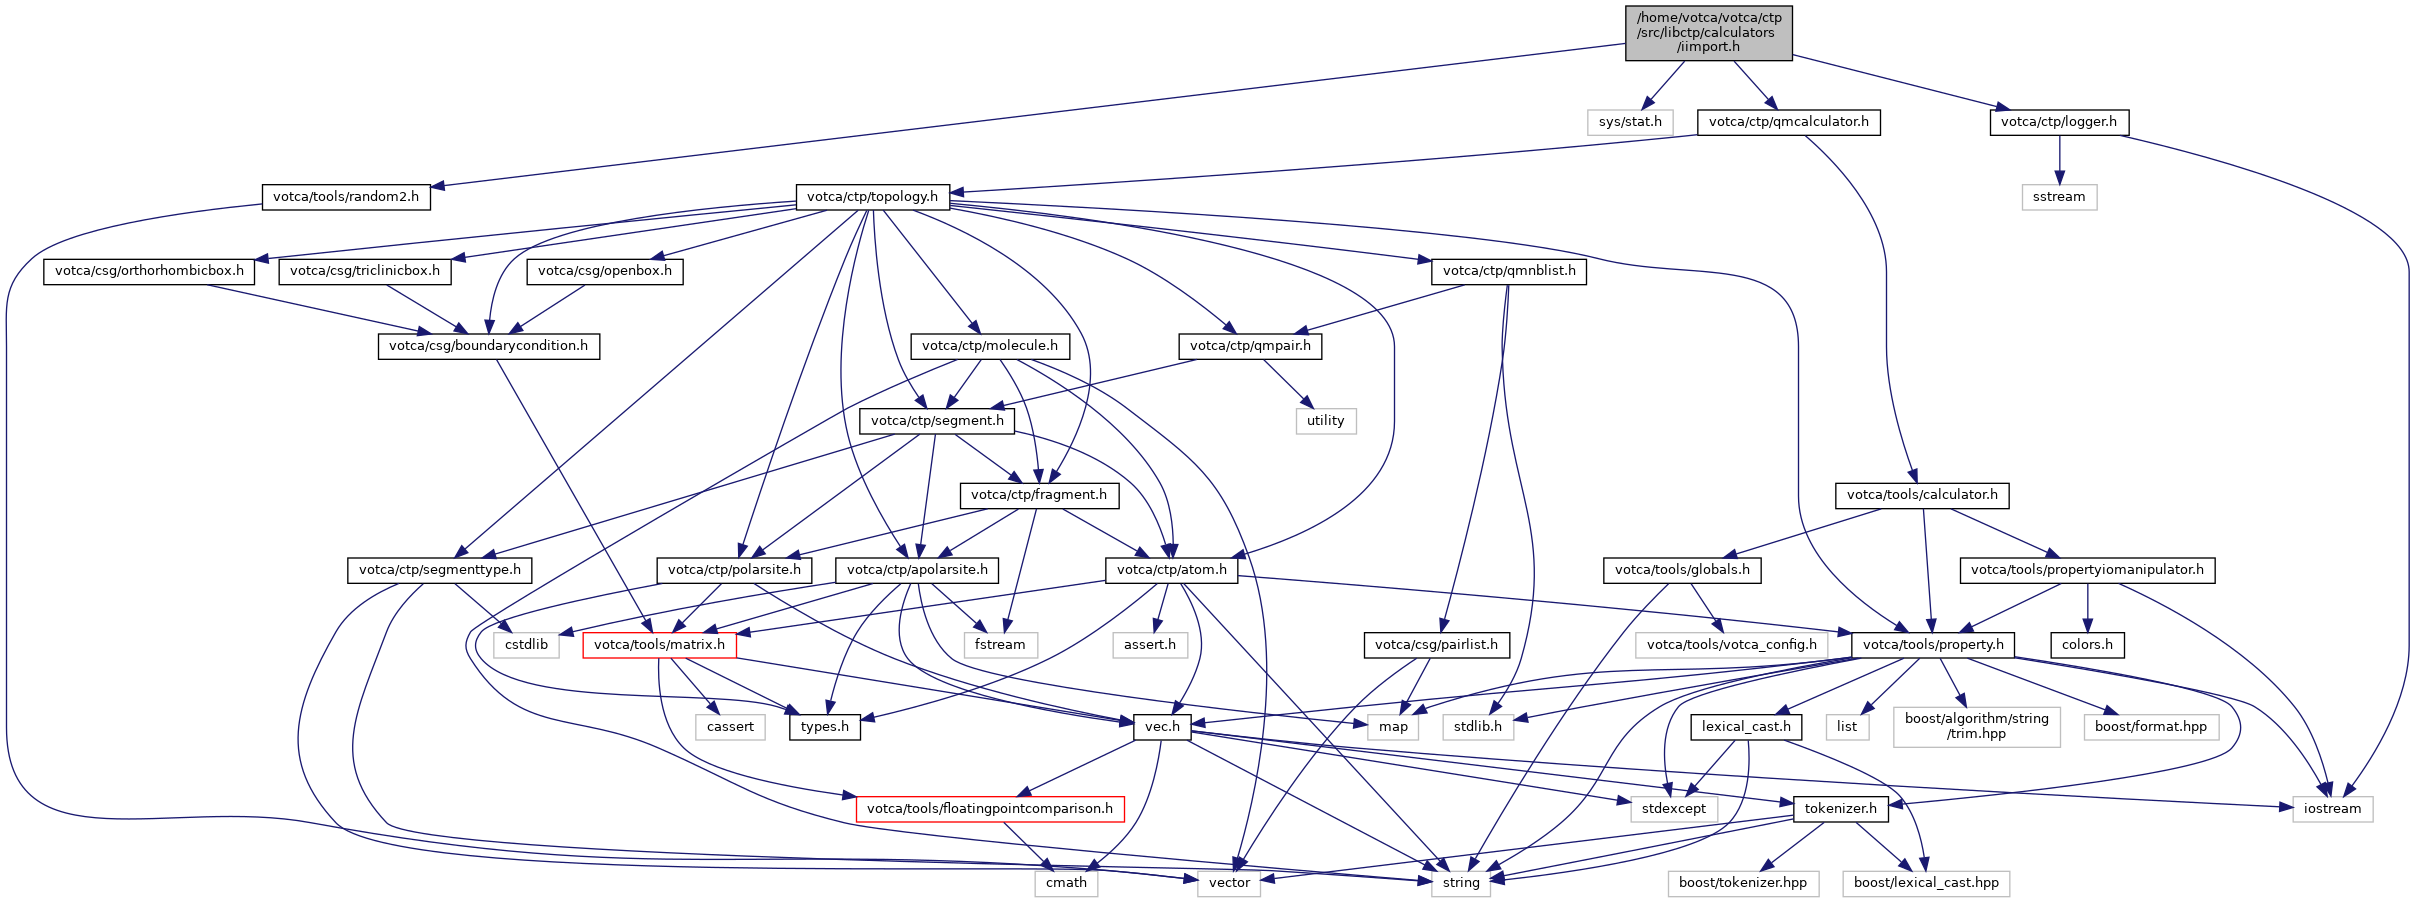 /home/votca/votca/ctp
/src/libctp/calculators
/iimport.h
sys/stat.h
votca/ctp/qmcalculator.h
votca/ctp/logger.h
votca/tools/random2.h
votca/ctp/topology.h
sstream
votca/csg/orthorhombicbox.h
votca/csg/triclinicbox.h
votca/csg/openbox.h
votca/ctp/qmnblist.h
votca/csg/boundarycondition.h
votca/ctp/molecule.h
votca/ctp/qmpair.h
votca/ctp/segment.h
utility
votca/ctp/fragment.h
votca/tools/calculator.h
votca/ctp/segmenttype.h
votca/ctp/polarsite.h
votca/ctp/apolarsite.h
votca/ctp/atom.h
votca/tools/globals.h
votca/tools/propertyiomanipulator.h
cstdlib
votca/tools/matrix.h
fstream
assert.h
votca/csg/pairlist.h
votca/tools/votca_config.h
votca/tools/property.h
colors.h
cassert
types.h
vec.h
map
stdlib.h
lexical_cast.h
list
boost/algorithm/string
/trim.hpp
boost/format.hpp
votca/tools/floatingpointcomparison.h
stdexcept
tokenizer.h
iostream
cmath
vector
string
boost/tokenizer.hpp
boost/lexical_cast.hpp